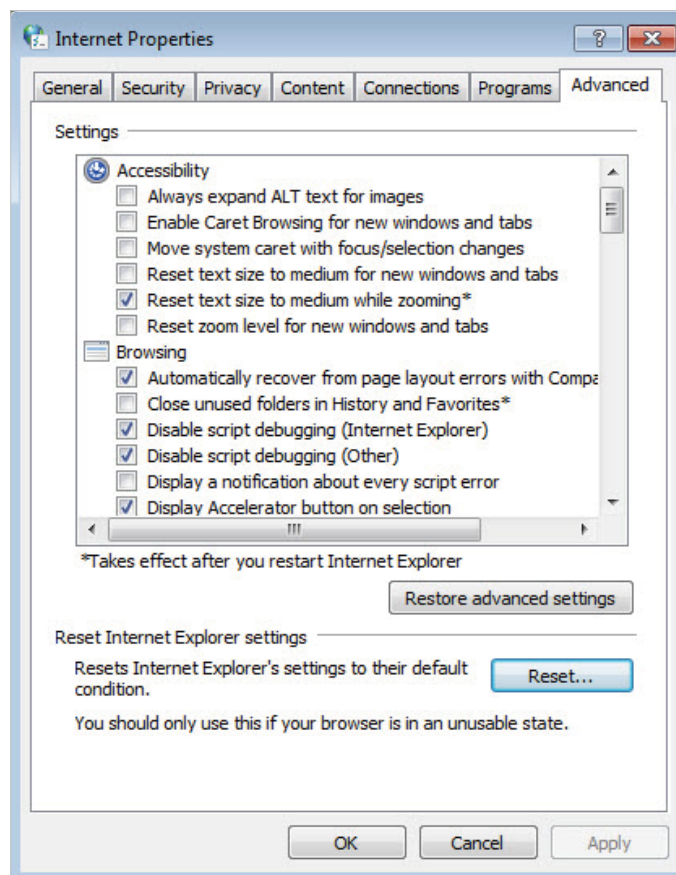 Internet Properties
General Security Privacy Content Connections Programs Advanced
Settings
Accessibility
Always expand ALT text for images
Enable Caret Browsing for new windows and tabs
Move system caret with focus/selection changes
Reset text size to medium for new windows and tabs
Reset text size to medium while zooming*
Reset zoom level for new windows and tabs
Browsing
Automatically recover from page layout errors with Compa
Close unused folders in History and Favorites*
Disable script debugging (Internet Explorer)
Disable script debugging (Other)
Display a notification about every script error
Display Accelerator button on selection
*Takes effect after you restart Internet Explorer
Restore advanced settings
Reset Internet Explorer settings
Resets Internet Explorer's settings to their default
condition.
Reset...
You should only use this if your browser is in an unusable state.
OK Cancel Apply